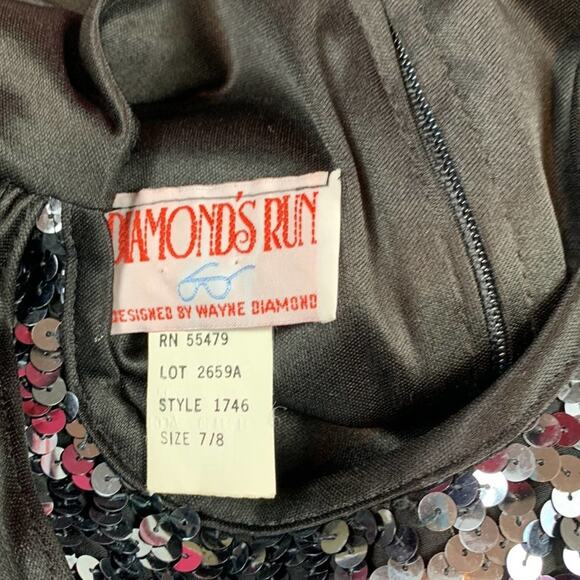 DIAMOND'S RUN
DESIGNED BY WAYNE DIAMOND
RN 55479
LOT 2659A
STYLE 1746
SIZE 7/8